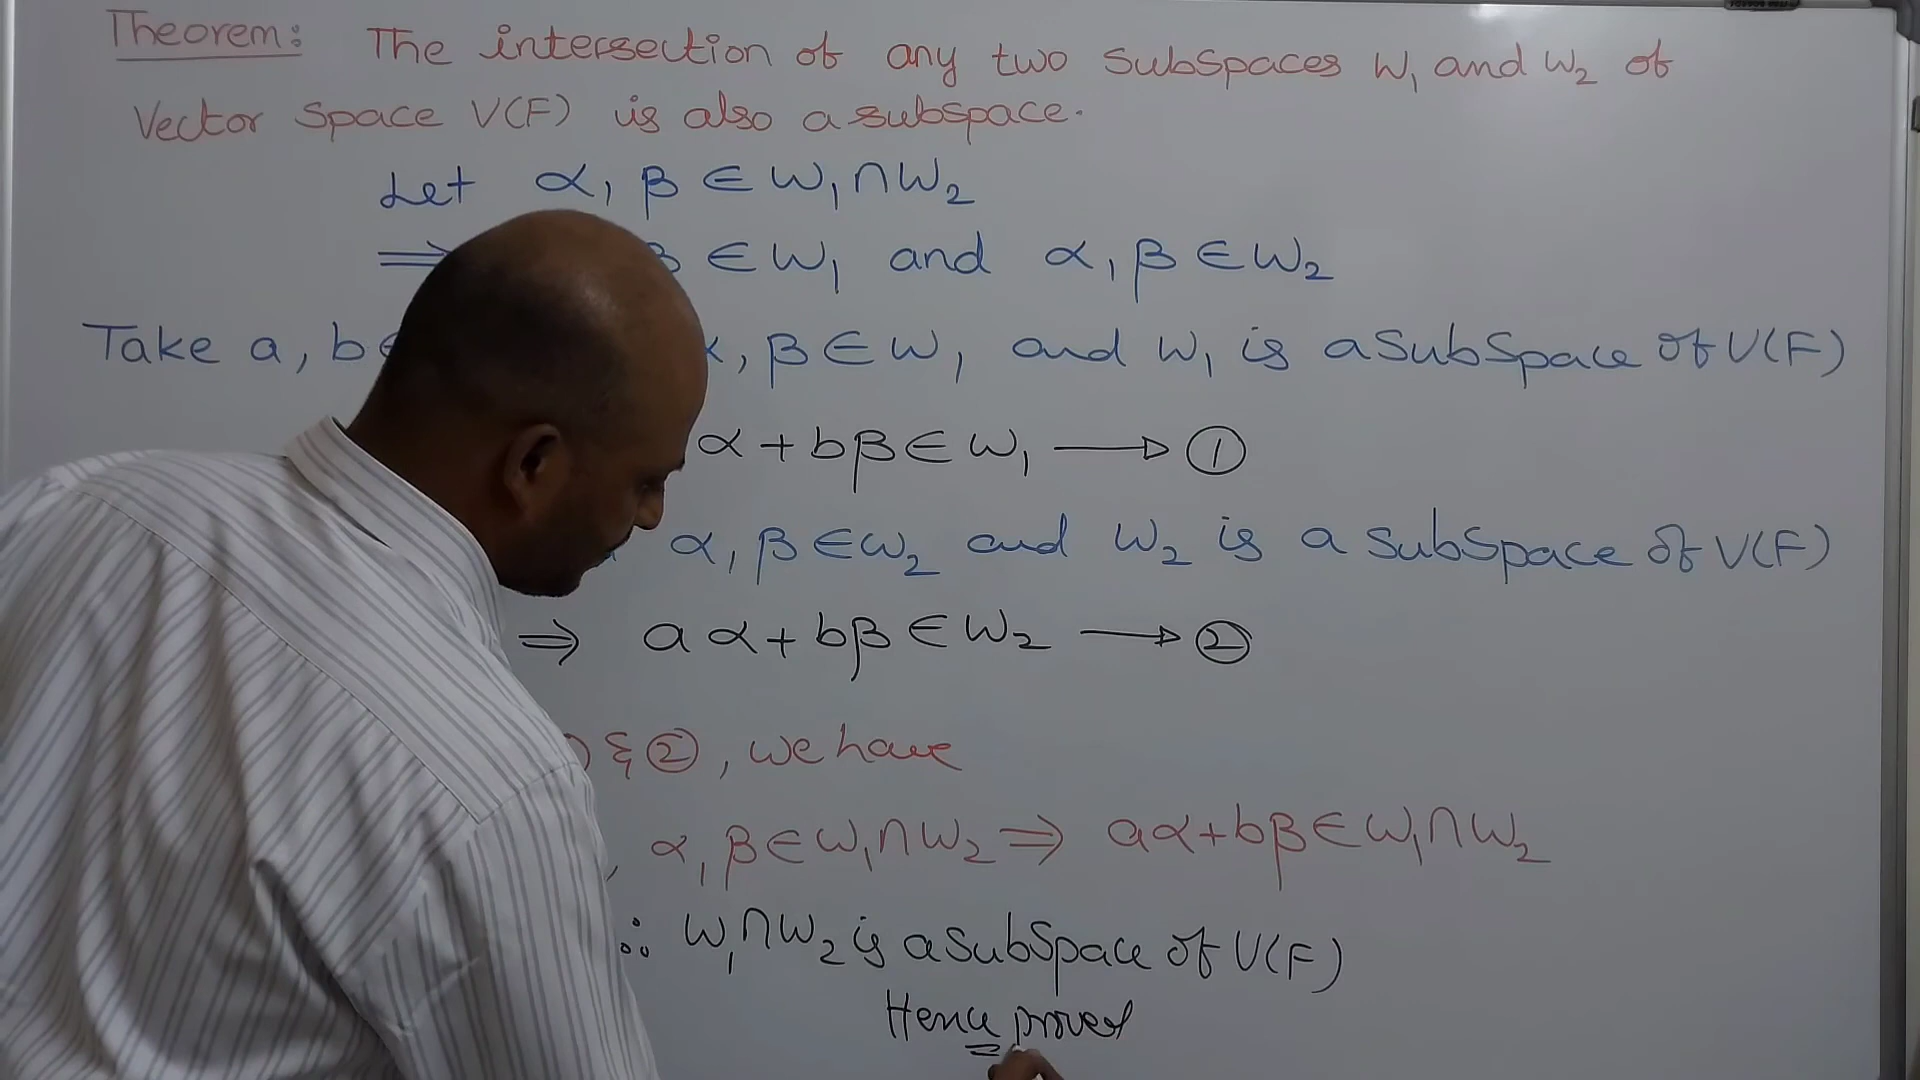 Theorem: The intersection of any two subspaces W₁ and W₂ of
Vector Space V(F) is also a subspace.
Let α, β ∈ W₁∩W₂
⇒ β ∈ W₁ and α, β ∈ W₂
Take a, b ∈ α, β ∈ W₁ and W₁ is a subspace of V(F)
α + bβ ∈ W₁ → ①
α, β ∈ W₂ and W₂ is a subspace of V(F)
⇒ aα + bβ ∈ W₂ → ②
& ②, we have
, α, β ∈ W₁∩W₂ ⇒ aα + bβ ∈ W₁∩W₂
∴ W₁∩W₂ is a subspace of V(F)
Hence proved